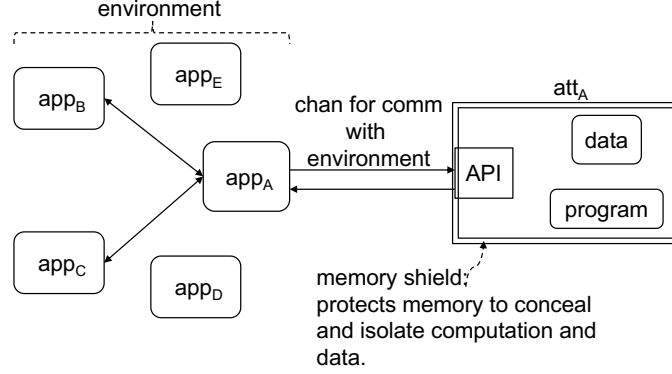 environment
app_E
att_A
app_B
chan for comm
with
environment
data
app_A
API
program
app_C
app_D
memory shield:
protects memory to conceal
and isolate computation and
data.